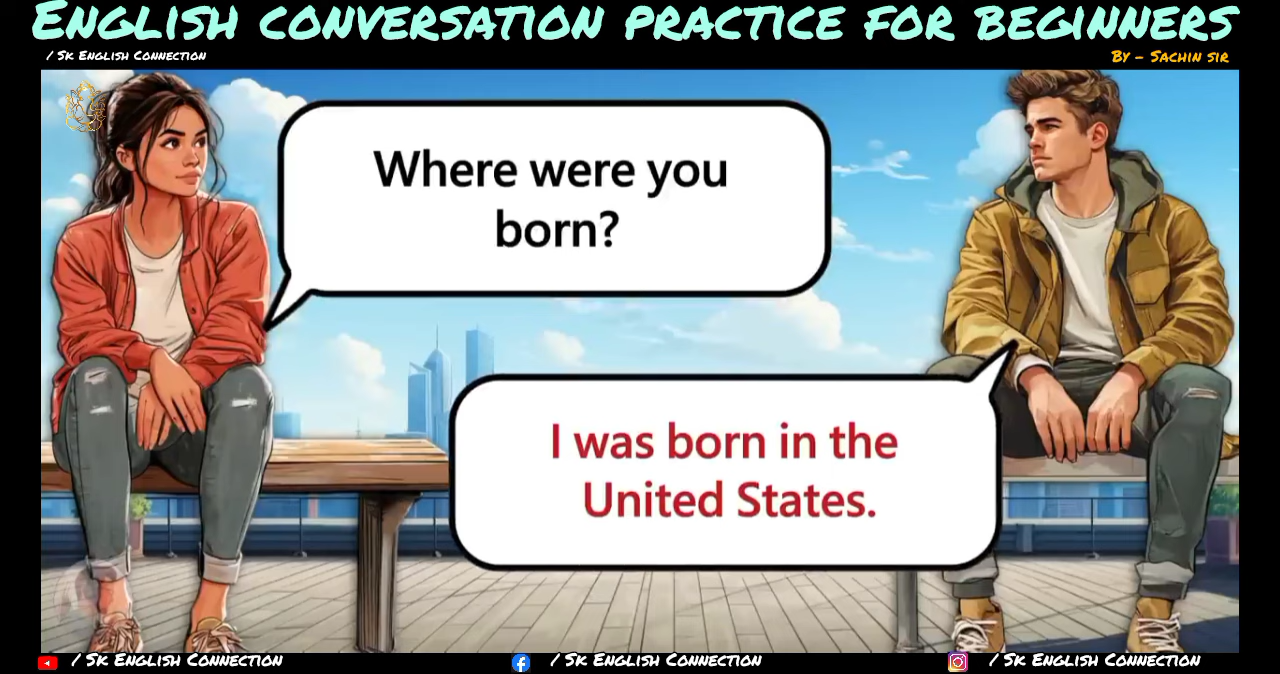 English conversation practice for beginners
/ Sk English Connection
By - Sachin sir
Where were you
born?
I was born in the
United States.
/ Sk English Connection
/ Sk English Connection
/ Sk English Connection